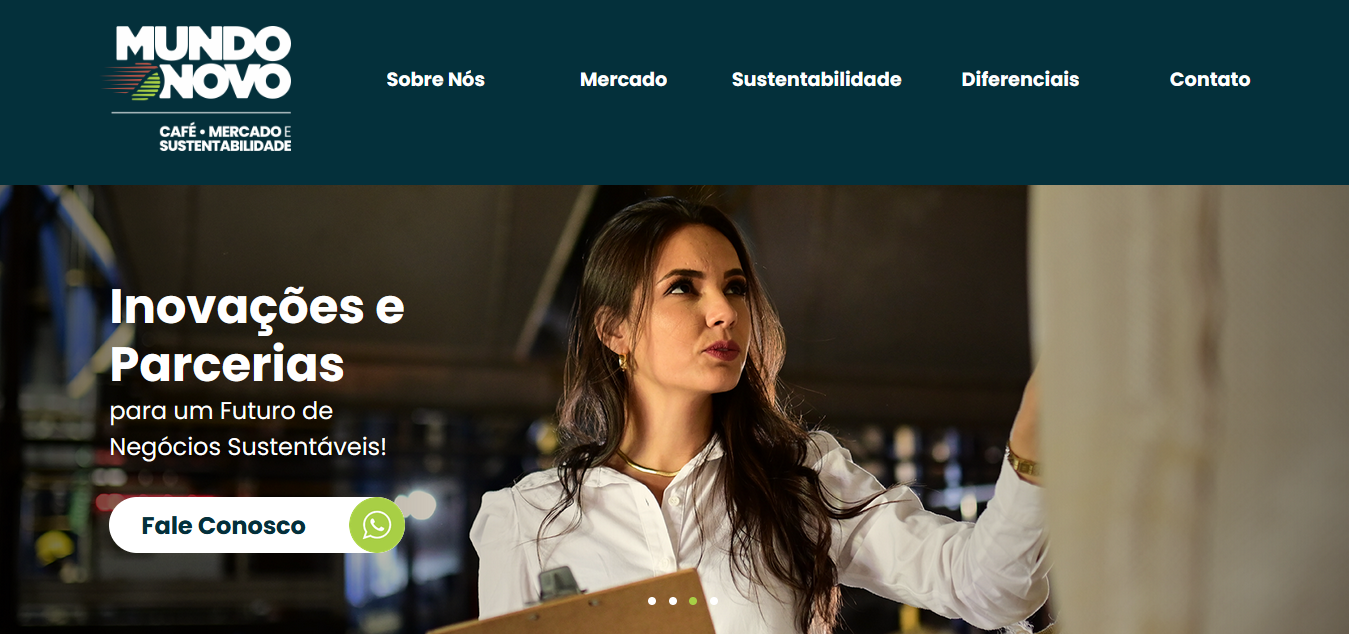 MUNDO
NOVO
CAFÉ • MERCADO E
SUSTENTABILIDADE
Sobre Nós
Mercado
Sustentabilidade
Diferenciais
Contato
Inovações e
Parcerias
para um Futuro de
Negócios Sustentáveis!
Fale Conosco